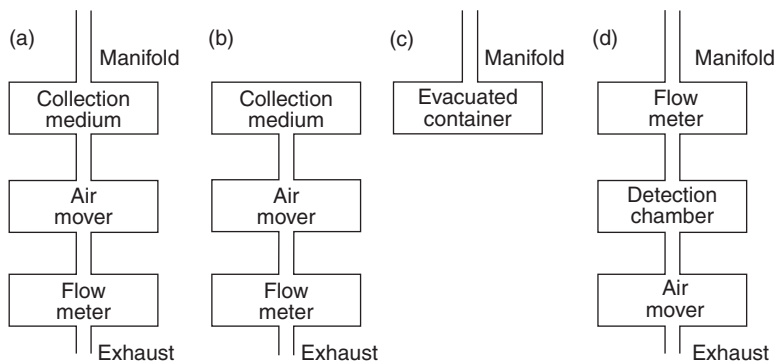 (a)
Manifold
Collection
medium
Air
mover
Flow
meter
Exhaust
(b)
Collection
medium
Air
mover
Flow
meter
Exhaust
(c)
Manifold
Evacuated
container
(d)
Manifold
Flow
meter
Detection
chamber
Air
mover
Exhaust